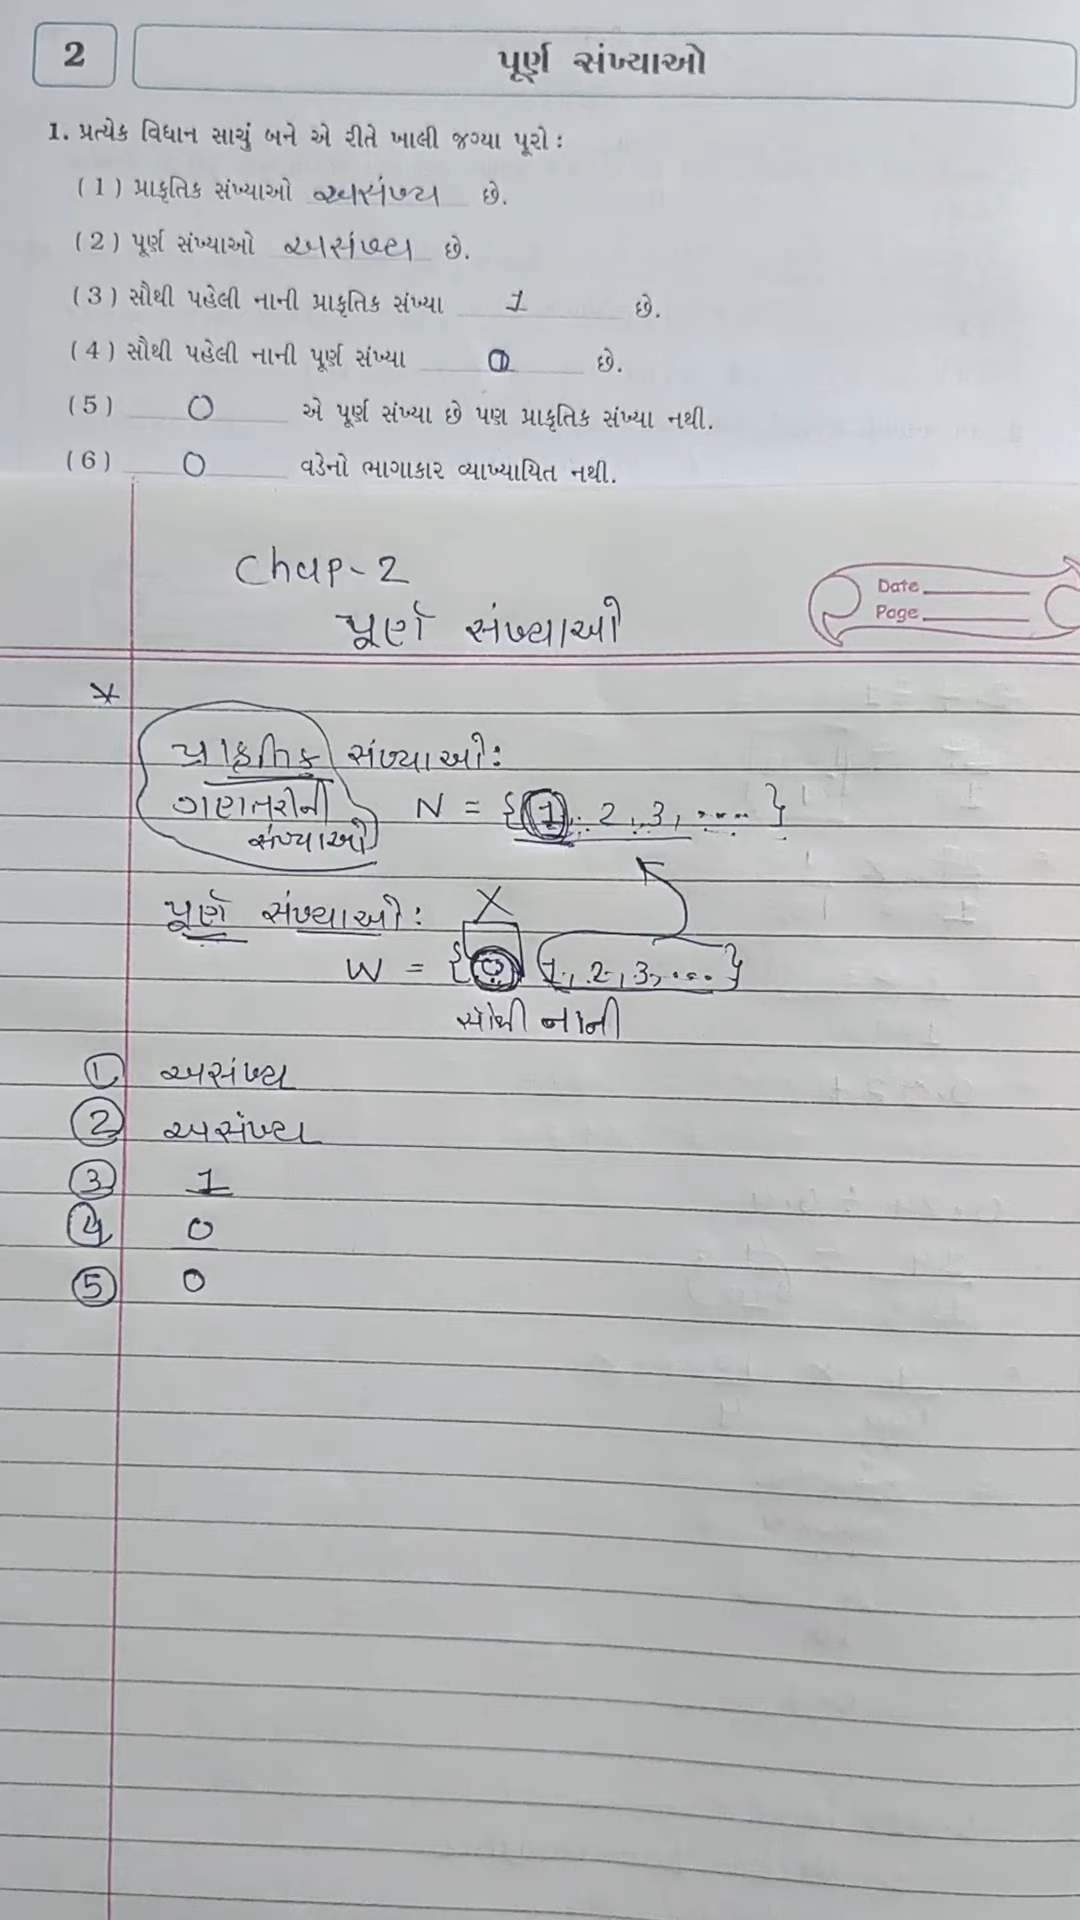 2
પૂર્ણ સંખ્યાઓ
1. પ્રત્યેક વિધાન સાચું બને એ રીતે ખાલી જગ્યા પૂરો :
(1) પ્રાકૃતિક સંખ્યાઓ અસંખ્ય છે.
(2) પૂર્ણ સંખ્યાઓ અસંખ્ય છે.
(3) સૌથી પહેલી નાની પ્રાકૃતિક સંખ્યા 1 છે.
(4) સૌથી પહેલી નાની પૂર્ણ સંખ્યા 0 છે.
(5) 0 એ પૂર્ણ સંખ્યા છે પણ પ્રાકૃતિક સંખ્યા નથી.
(6) 0 વડેનો ભાગાકાર વ્યાખ્યાયિત નથી.
Chap-2
પૂર્ણ સંખ્યાઓ
Date
Page
*
પ્રાકૃતિક સંખ્યાઓ:
ગણતરીની N = {1, 2, 3, ....}
સંખ્યાઓ
પૂર્ણ સંખ્યાઓ: X
W = {0, 1, 2, 3, ....}
સૌથી નાની
① અસંખ્ય
② અસંખ્ય
③ 1
④ 0
⑤ 0